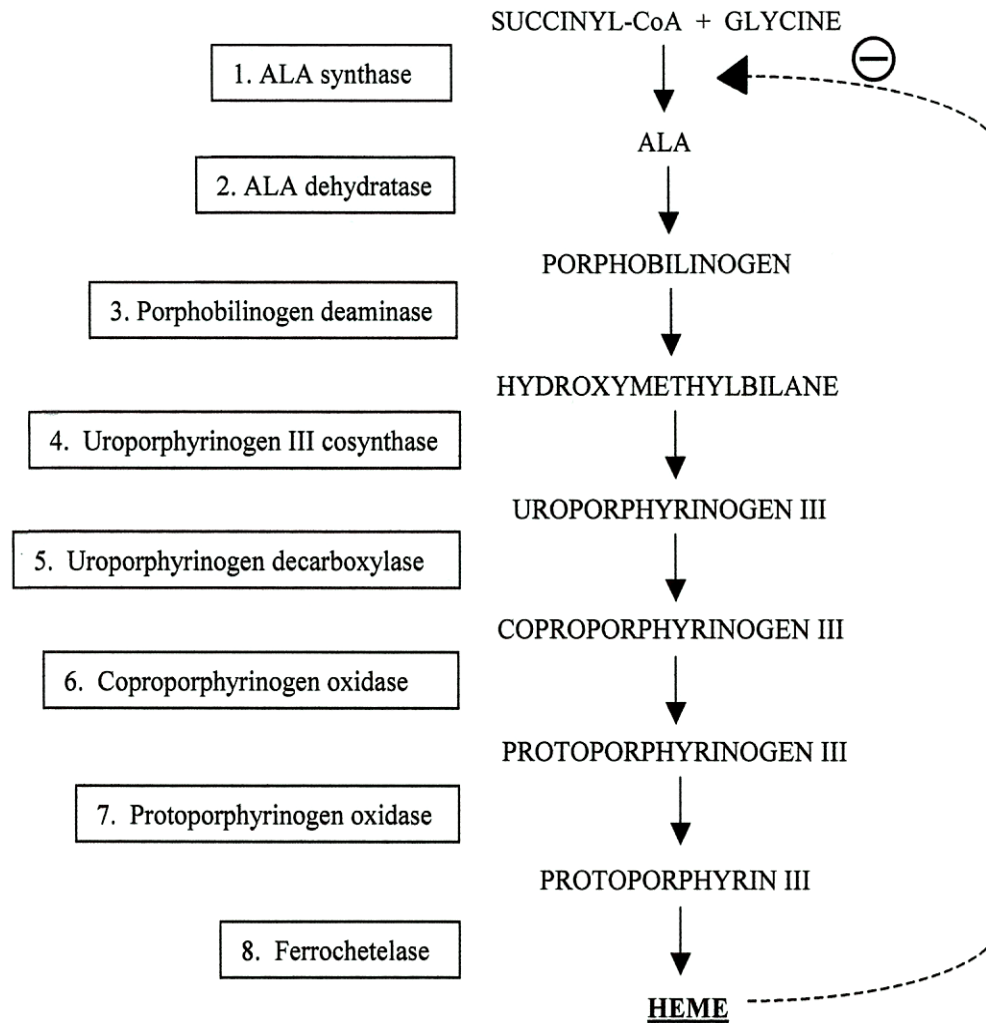 SUCCINYL-CoA + GLYCINE
1. ALA synthase
ALA
2. ALA dehydratase
PORPHOBILINOGEN
3. Porphobilinogen deaminase
HYDROXYMETHYLBILANE
4. Uroporphyrinogen III cosynthase
UROPORPHYRINOGEN III
5. Uroporphyrinogen decarboxylase
COPROPORPHYRINOGEN III
6. Coproporphyrinogen oxidase
PROTOPORPHYRINOGEN III
7. Protoporphyrinogen oxidase
PROTOPORPHYRIN III
8. Ferrochetelase
HEME